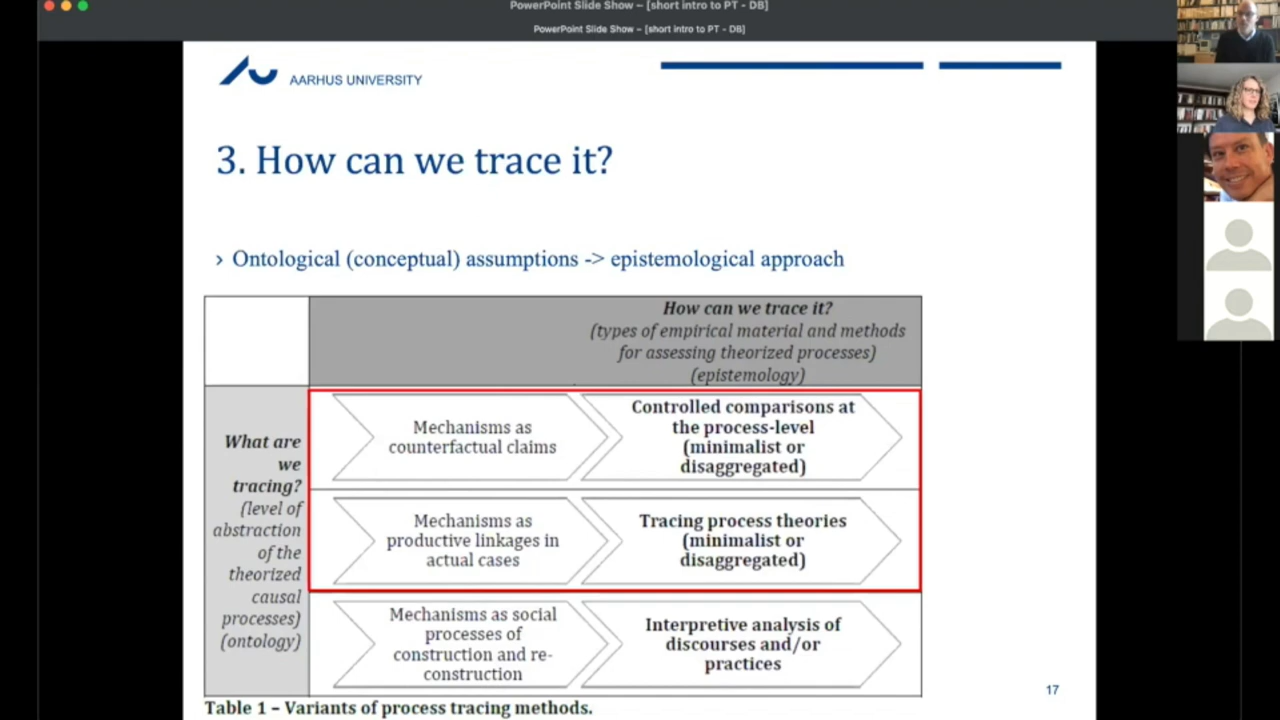 PowerPoint Slide Show – [short intro to PT - DB]
PowerPoint Slide Show – [short intro to PT - DB]
AARHUS UNIVERSITY
3. How can we trace it?
› Ontological (conceptual) assumptions -> epistemological approach
How can we trace it?
(types of empirical material and methods
for assessing theorized processes)
(epistemology)
What are
we
tracing?
(level of
abstraction
of the
theorized
causal
processes)
(ontology)
Mechanisms as
counterfactual claims
Controlled comparisons at
the process-level
(minimalist or
disaggregated)
Mechanisms as
productive linkages in
actual cases
Tracing process theories
(minimalist or
disaggregated)
Mechanisms as social
processes of
construction and re-
construction
Interpretive analysis of
discourses and/or
practices
17
Table 1 – Variants of process tracing methods.